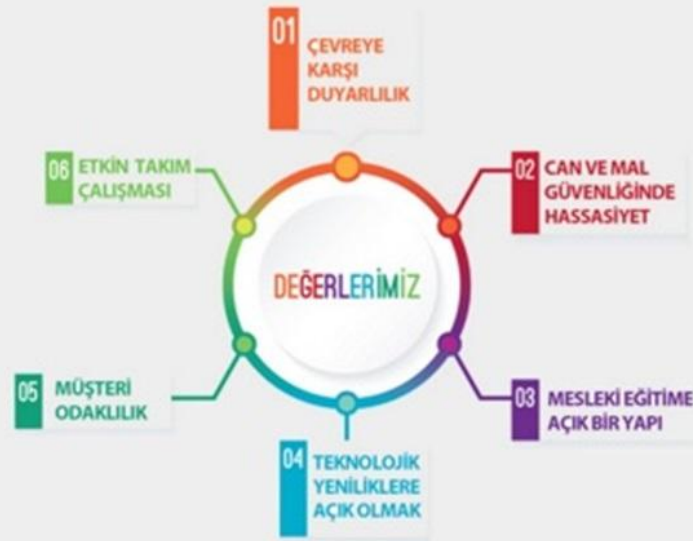 01
ÇEVREYE
KARŞI
DUYARLILIK
02
CAN VE MAL
GÜVENLİĞİNDE
HASSASİYET
03
MESLEKİ EĞİTİME
AÇIK BİR YAPI
04
TEKNOLOJİK
YENİLİKLERE
AÇIK OLMAK
05
MÜŞTERİ
ODAKLILIK
06
ETKİN TAKIM
ÇALIŞMASI
DEĞERLERİMİZ